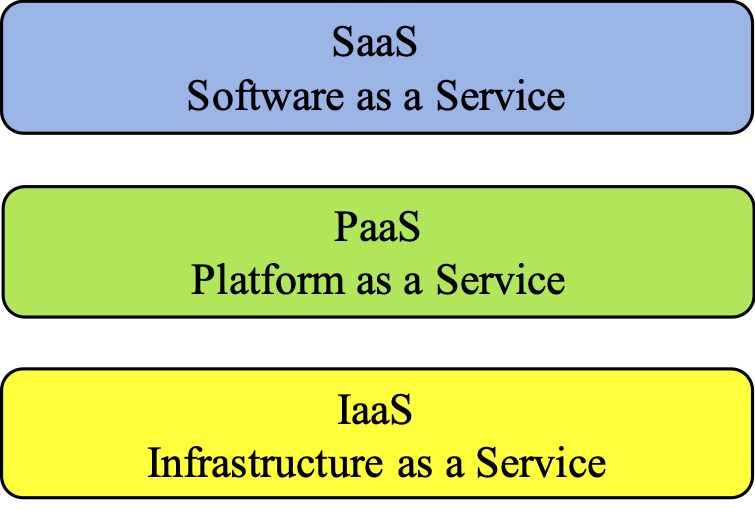 SaaS
Software as a Service
PaaS
Platform as a Service
IaaS
Infrastructure as a Service